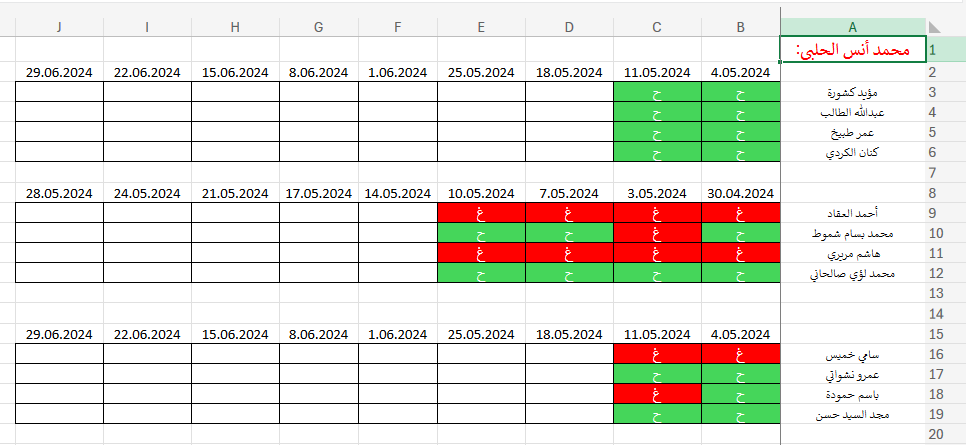 A B C D E F G H I J
1 محمد أنس الحلبي:
2 4.05.2024 11.05.2024 18.05.2024 25.05.2024 1.06.2024 8.06.2024 15.06.2024 22.06.2024 29.06.2024
3 مؤيد كشورة ح ح
4 عبدالله الطالب ح ح
5 عمر طبيخ ح ح
6 كنان الكردي ح ح
7
8 30.04.2024 3.05.2024 7.05.2024 10.05.2024 14.05.2024 17.05.2024 21.05.2024 24.05.2024 28.05.2024
9 أحمد العقاد غ غ غ غ
10 محمد بسام شموط ح غ ح ح
11 هاشم مريري غ غ غ غ
12 محمد لؤي صالحاني ح ح ح ح
13
14
15 4.05.2024 11.05.2024 18.05.2024 25.05.2024 1.06.2024 8.06.2024 15.06.2024 22.06.2024 29.06.2024
16 سامي خميس غ غ
17 عمرو نشواتي ح ح
18 باسم حمودة ح غ
19 مجد السيد حسن ح ح
20